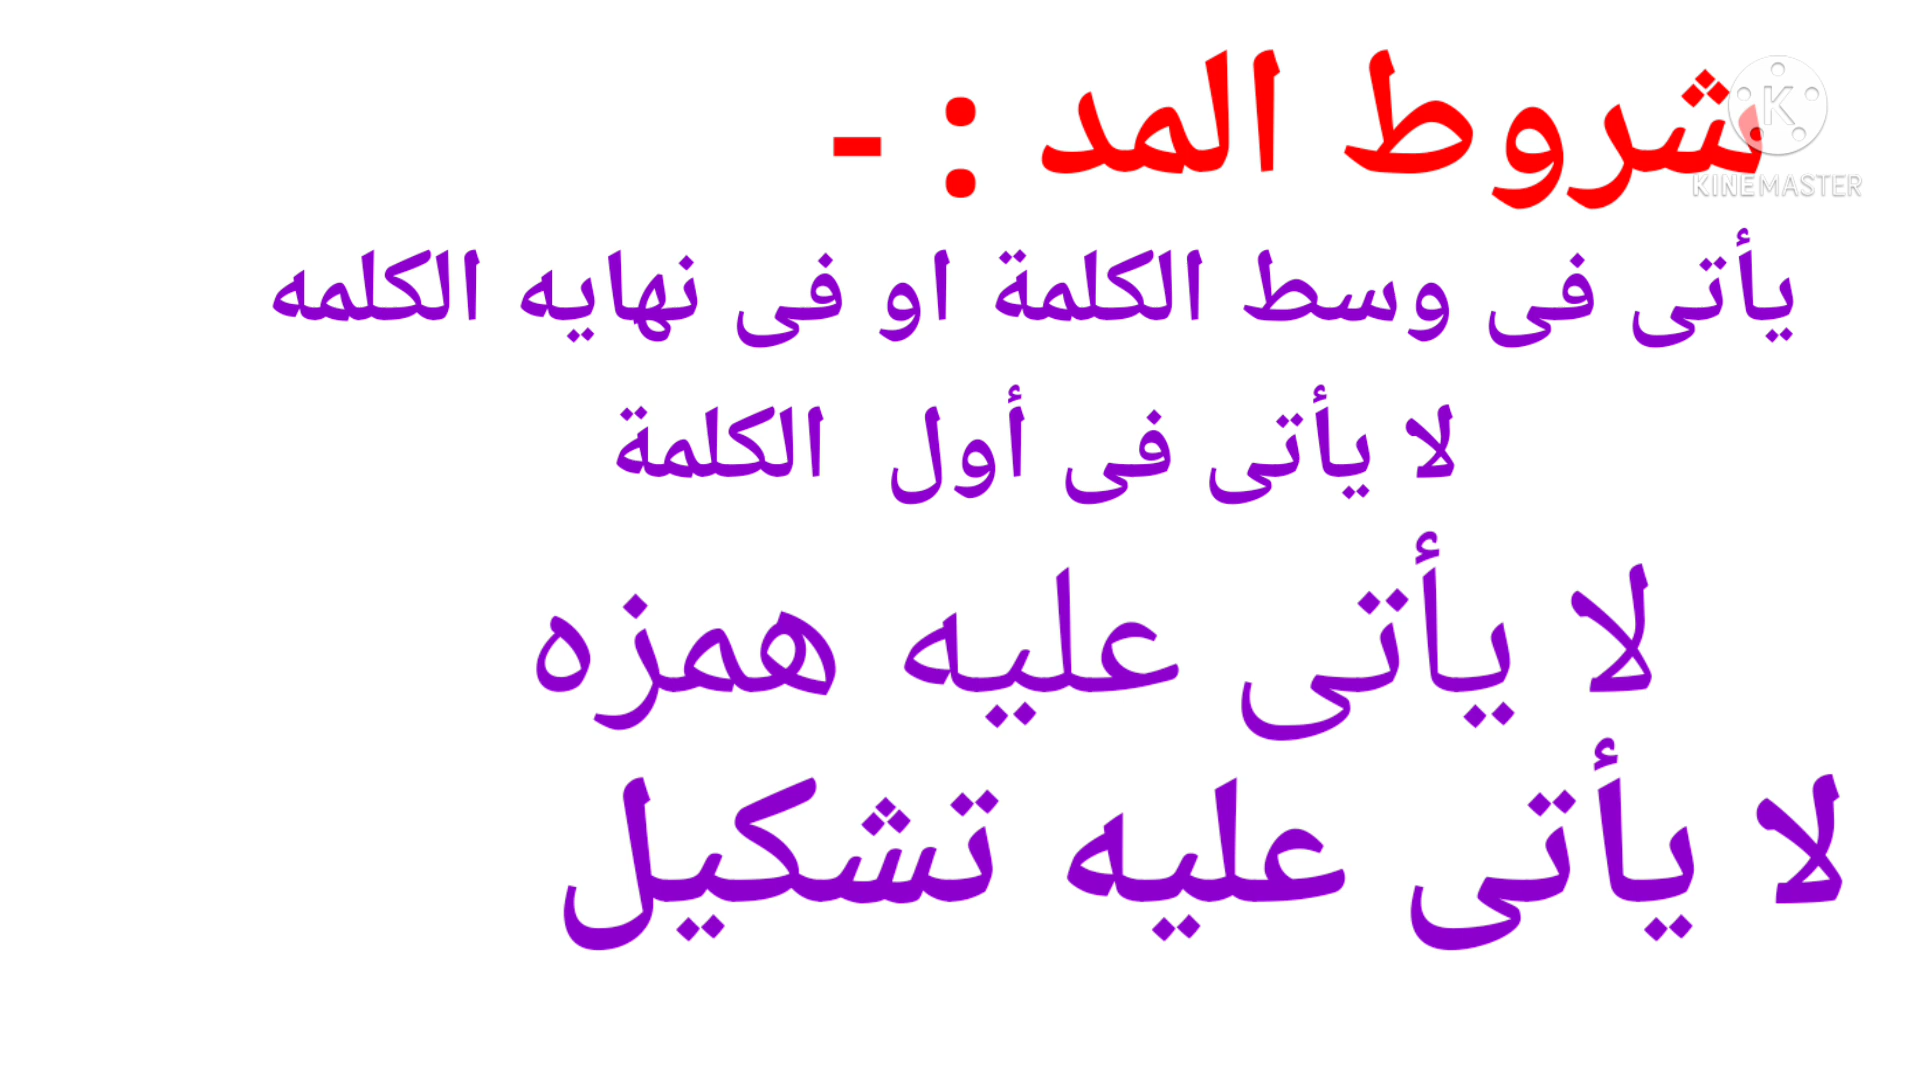 شروط المد : -
KINEMASTER
يأتى فى وسط الكلمة او فى نهايه الكلمه
لا يأتى فى أول الكلمة
لا يأتى عليه همزه
لا يأتى عليه تشكيل